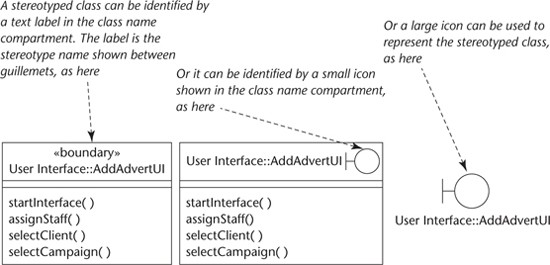 A stereotyped class can be identified by
a text label in the class name
compartment. The label is the
stereotype name shown between
guillemets, as here
Or it can be identified by a small icon
shown in the class name compartment,
as here
Or a large icon can be used to
represent the stereotyped class,
as here
«boundary»
User Interface::AddAdvertUI
startInterface( )
assignStaff( )
selectClient( )
selectCampaign( )
User Interface::AddAdvertUI
startInterface( )
assignStaff()
selectClient( )
selectCampaign( )
User Interface::AddAdvertUI